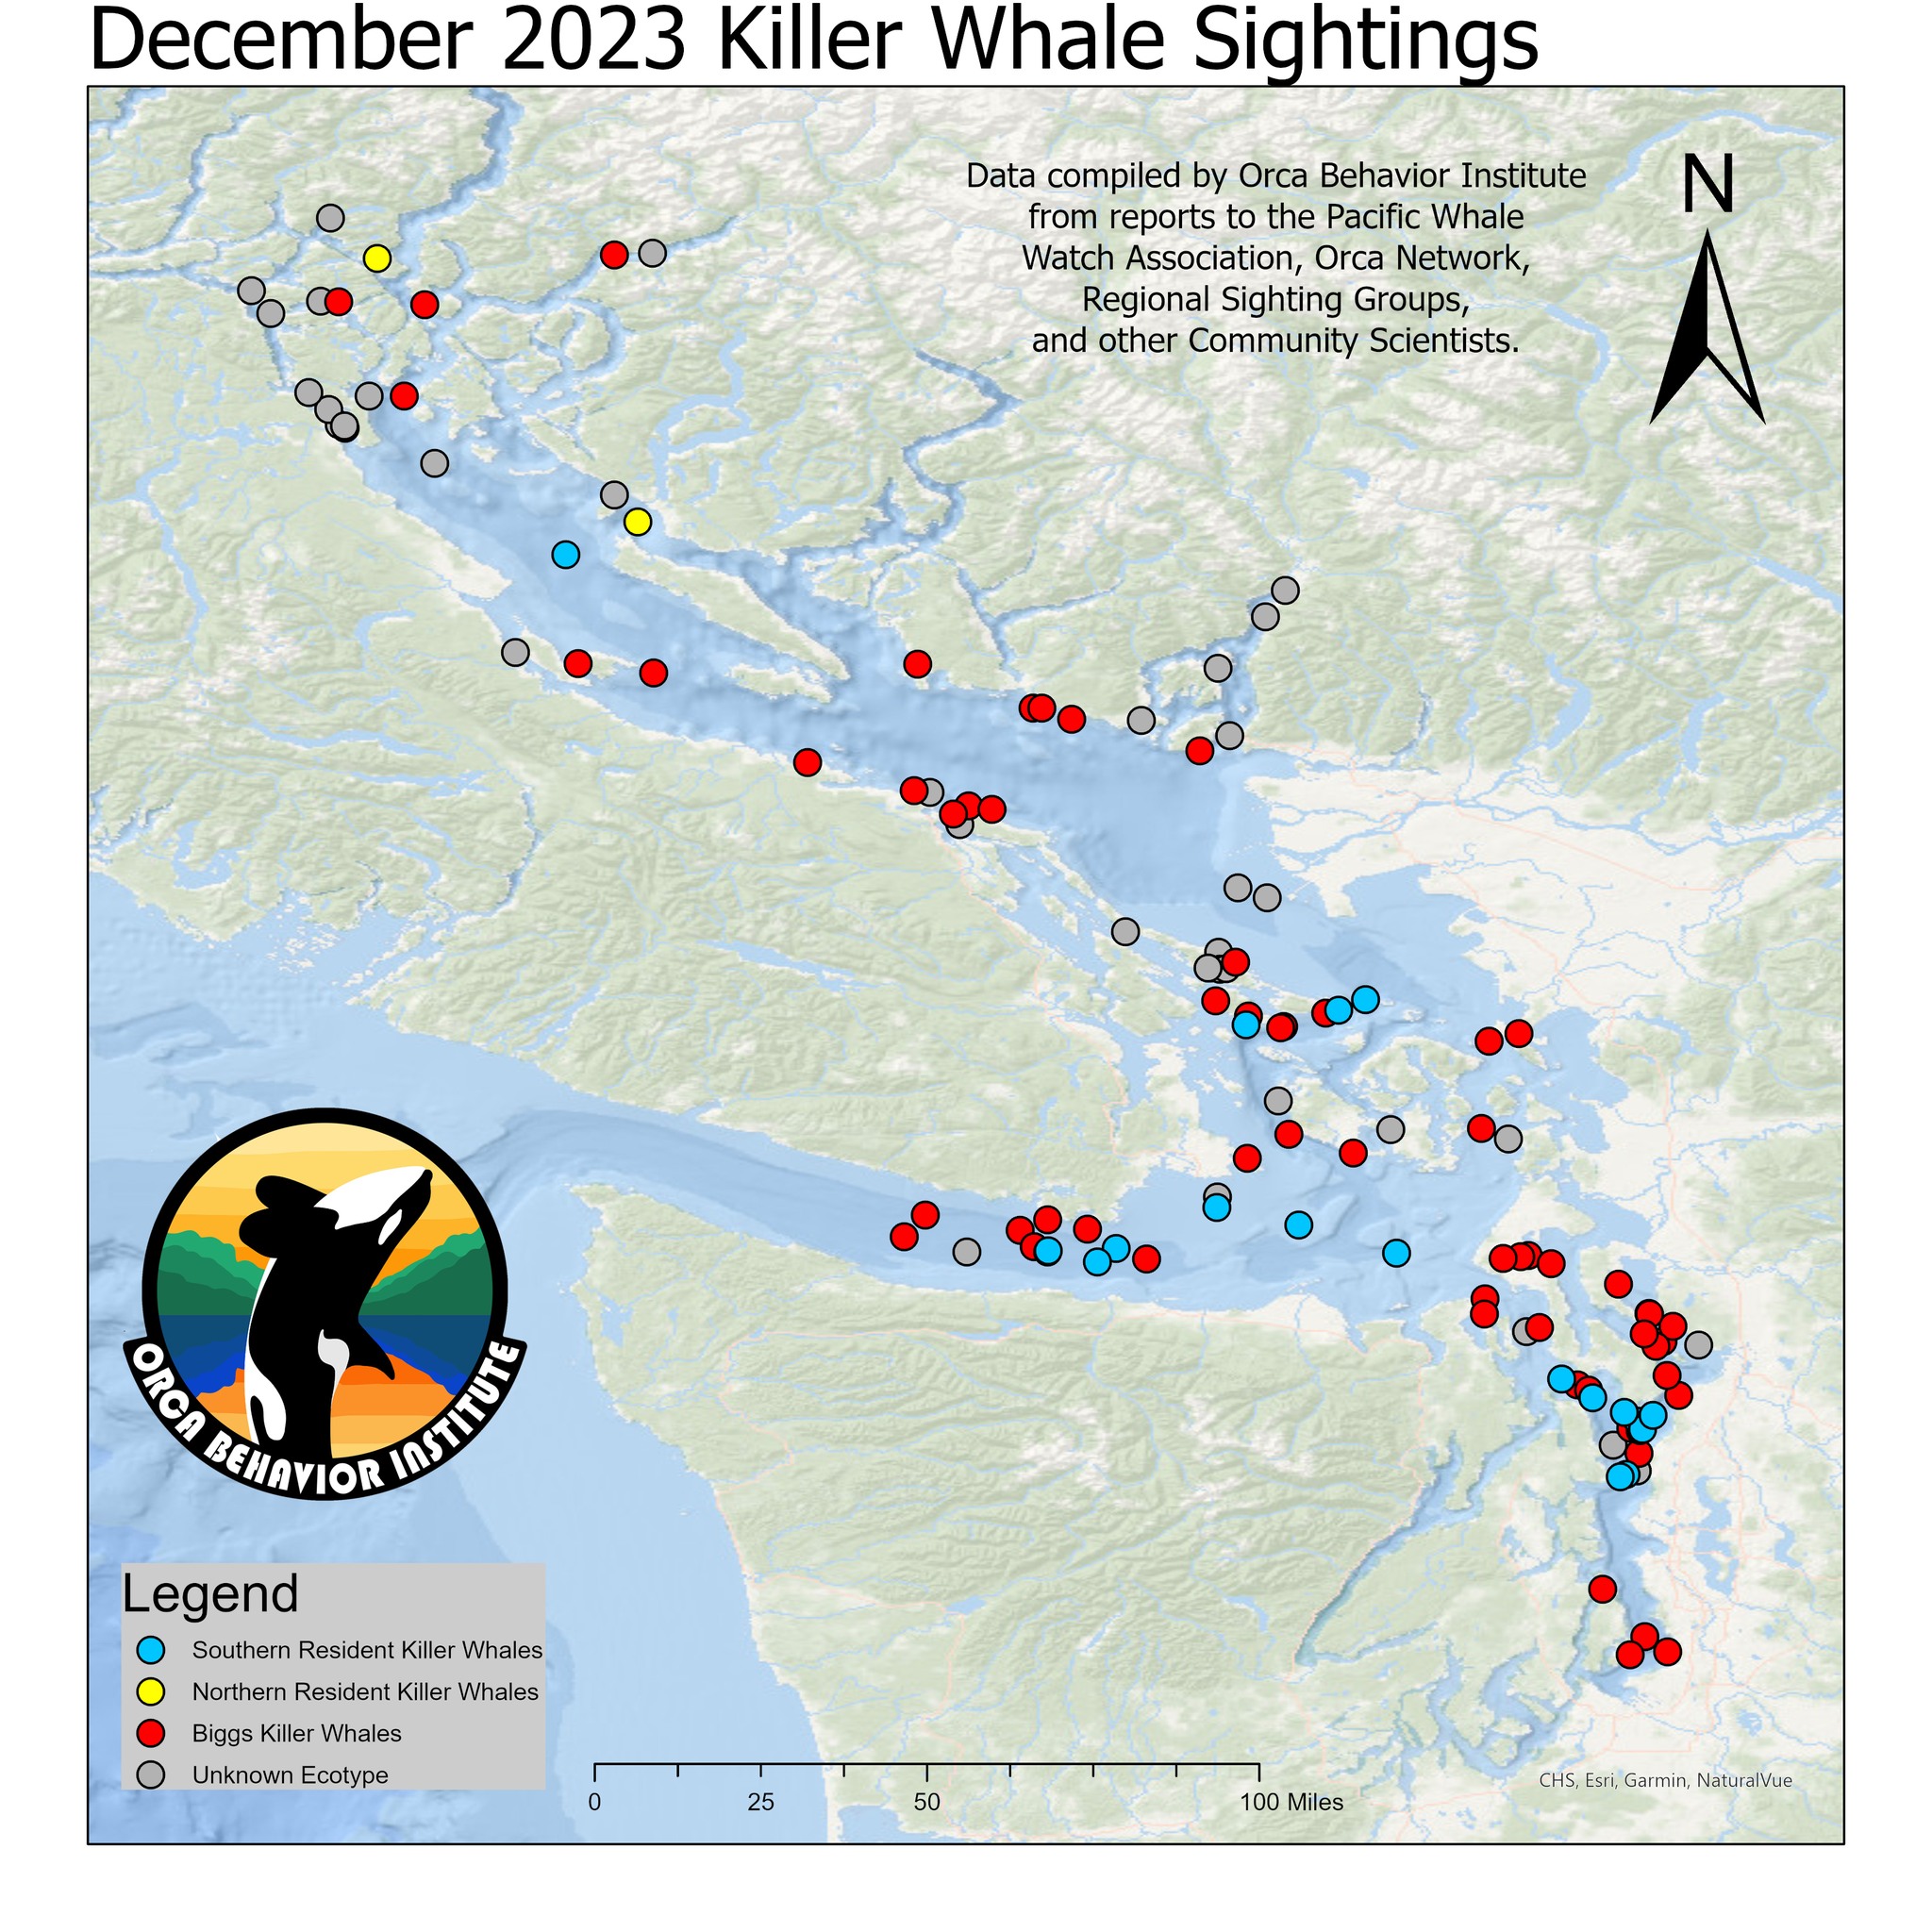 December 2023 Killer Whale Sightings
Data compiled by Orca Behavior Institute
from reports to the Pacific Whale
Watch Association, Orca Network,
Regional Sighting Groups,
and other Community Scientists.
N
ORCA BEHAVIOR INSTITUTE
Legend
Southern Resident Killer Whales
Northern Resident Killer Whales
Biggs Killer Whales
Unknown Ecotype
0 25 50 100 Miles
CHS, Esri, Garmin, NaturalVue